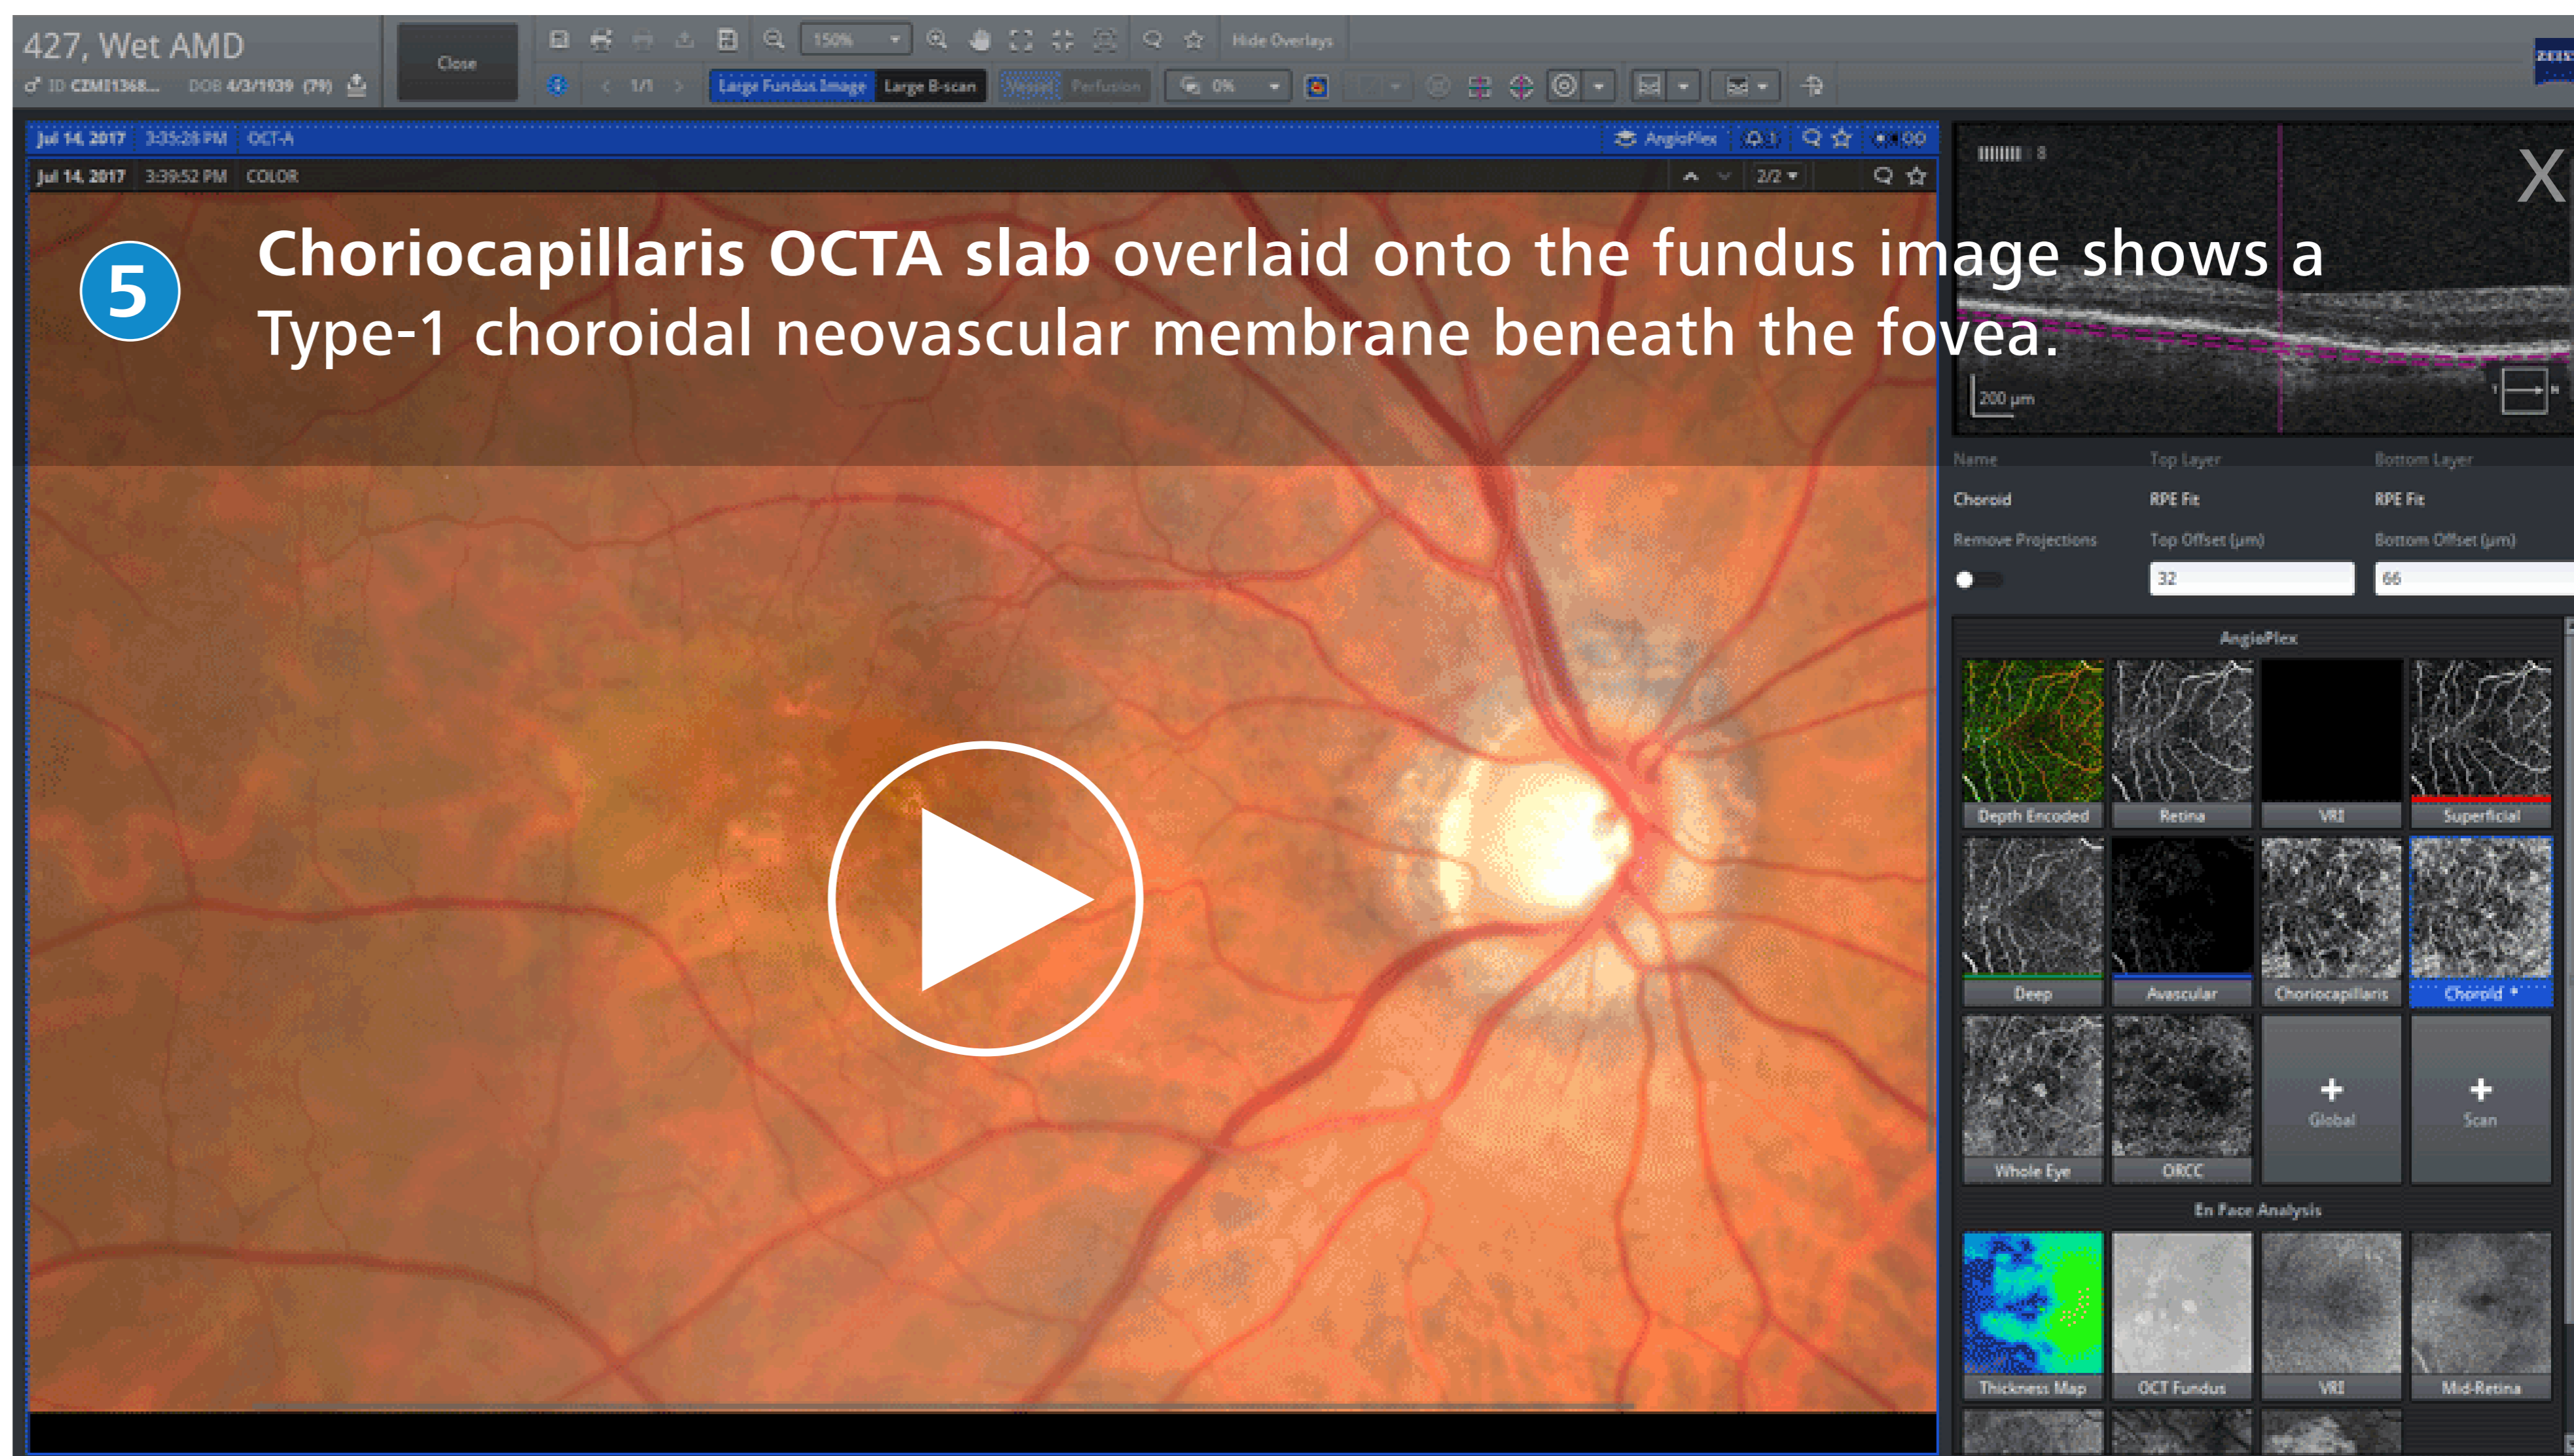 427, Wet AMD
ID CZMI1368... DOB 4/3/1939 (79)
Close
150%
Hide Overlays
1/1
Large Fundus Image Large B-scan
Vessel Perfusion
0%
Jul 14, 2017 3:35:28 PM OCT-A
AngioPlex
Jul 14, 2017 3:39:52 PM COLOR
2/2
8
X
5
Choriocapillaris OCTA slab overlaid onto the fundus image shows a
Type-1 choroidal neovascular membrane beneath the fovea.
200 µm
T N
Name Top Layer Bottom Layer
Choroid RPE Fit RPE Fit
Remove Projections Top Offset (µm) Bottom Offset (µm)
32 66
AngioPlex
Depth Encoded Retina VRI Superficial
Deep Avascular Choriocapillaris Choroid *
Whole Eye ORCC + Global + Scan
En Face Analysis
Thickness Map OCT Fundus VRI Mid-Retina